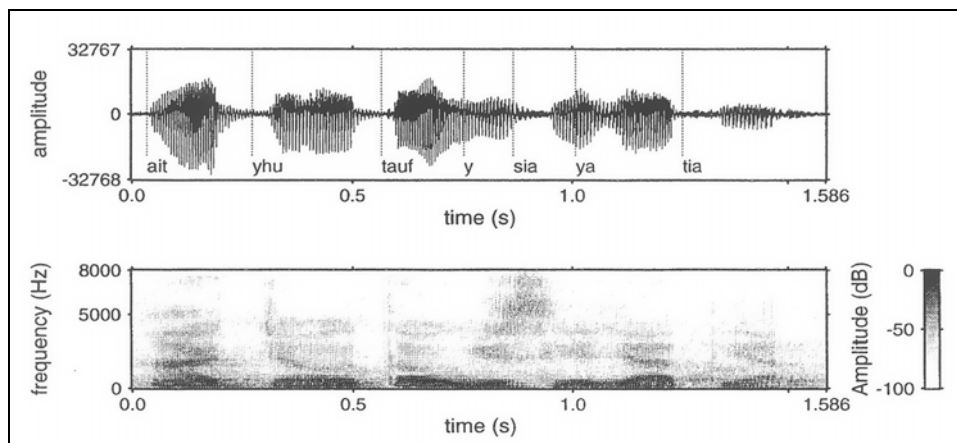 32767
amplitude
0
-32768
ait yhu tauf y sia ya tia
0.0 0.5 1.0 1.586
time (s)
frequency (Hz)
8000
5000
0
0.0 0.5 1.0 1.586
time (s)
Amplitude (dB)
0
-50
-100